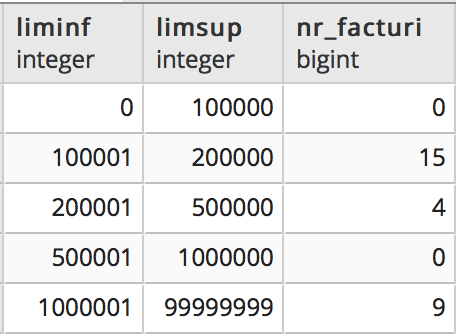 liminf limsup nr_facturi
integer integer bigint
0 100000 0
100001 200000 15
200001 500000 4
500001 1000000 0
1000001 99999999 9